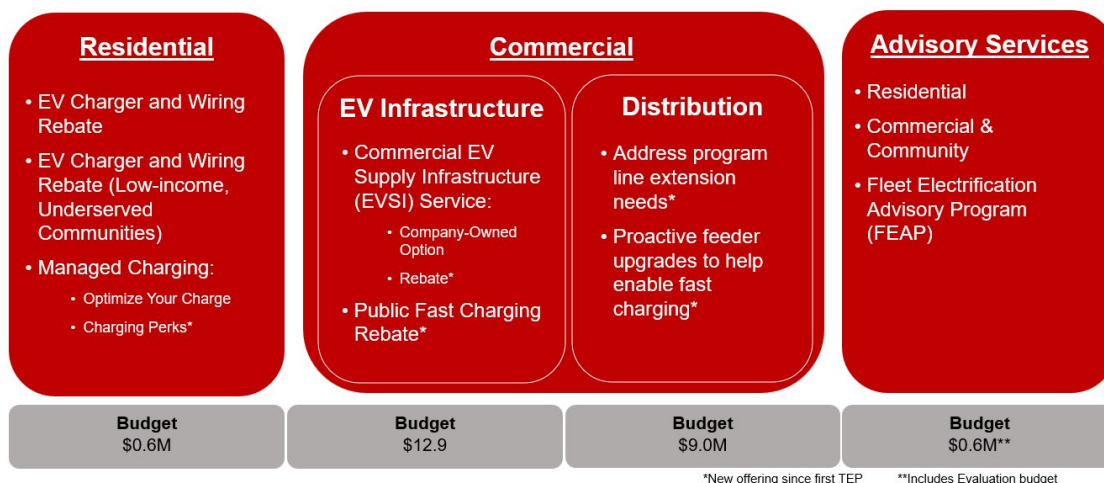 Residential
• EV Charger and Wiring
Rebate
• EV Charger and Wiring
Rebate (Low-income,
Underserved
Communities)
• Managed Charging:
• Optimize Your Charge
• Charging Perks*
Commercial
EV Infrastructure
• Commercial EV
Supply Infrastructure
(EVSI) Service:
• Company-Owned
Option
• Rebate*
• Public Fast Charging
Rebate*
Distribution
• Address program
line extension
needs*
• Proactive feeder
upgrades to help
enable fast
charging*
Advisory Services
• Residential
• Commercial &
Community
• Fleet Electrification
Advisory Program
(FEAP)
Budget
$0.6M
Budget
$12.9
Budget
$9.0M
Budget
$0.6M**
*New offering since first TEP
**Includes Evaluation budget